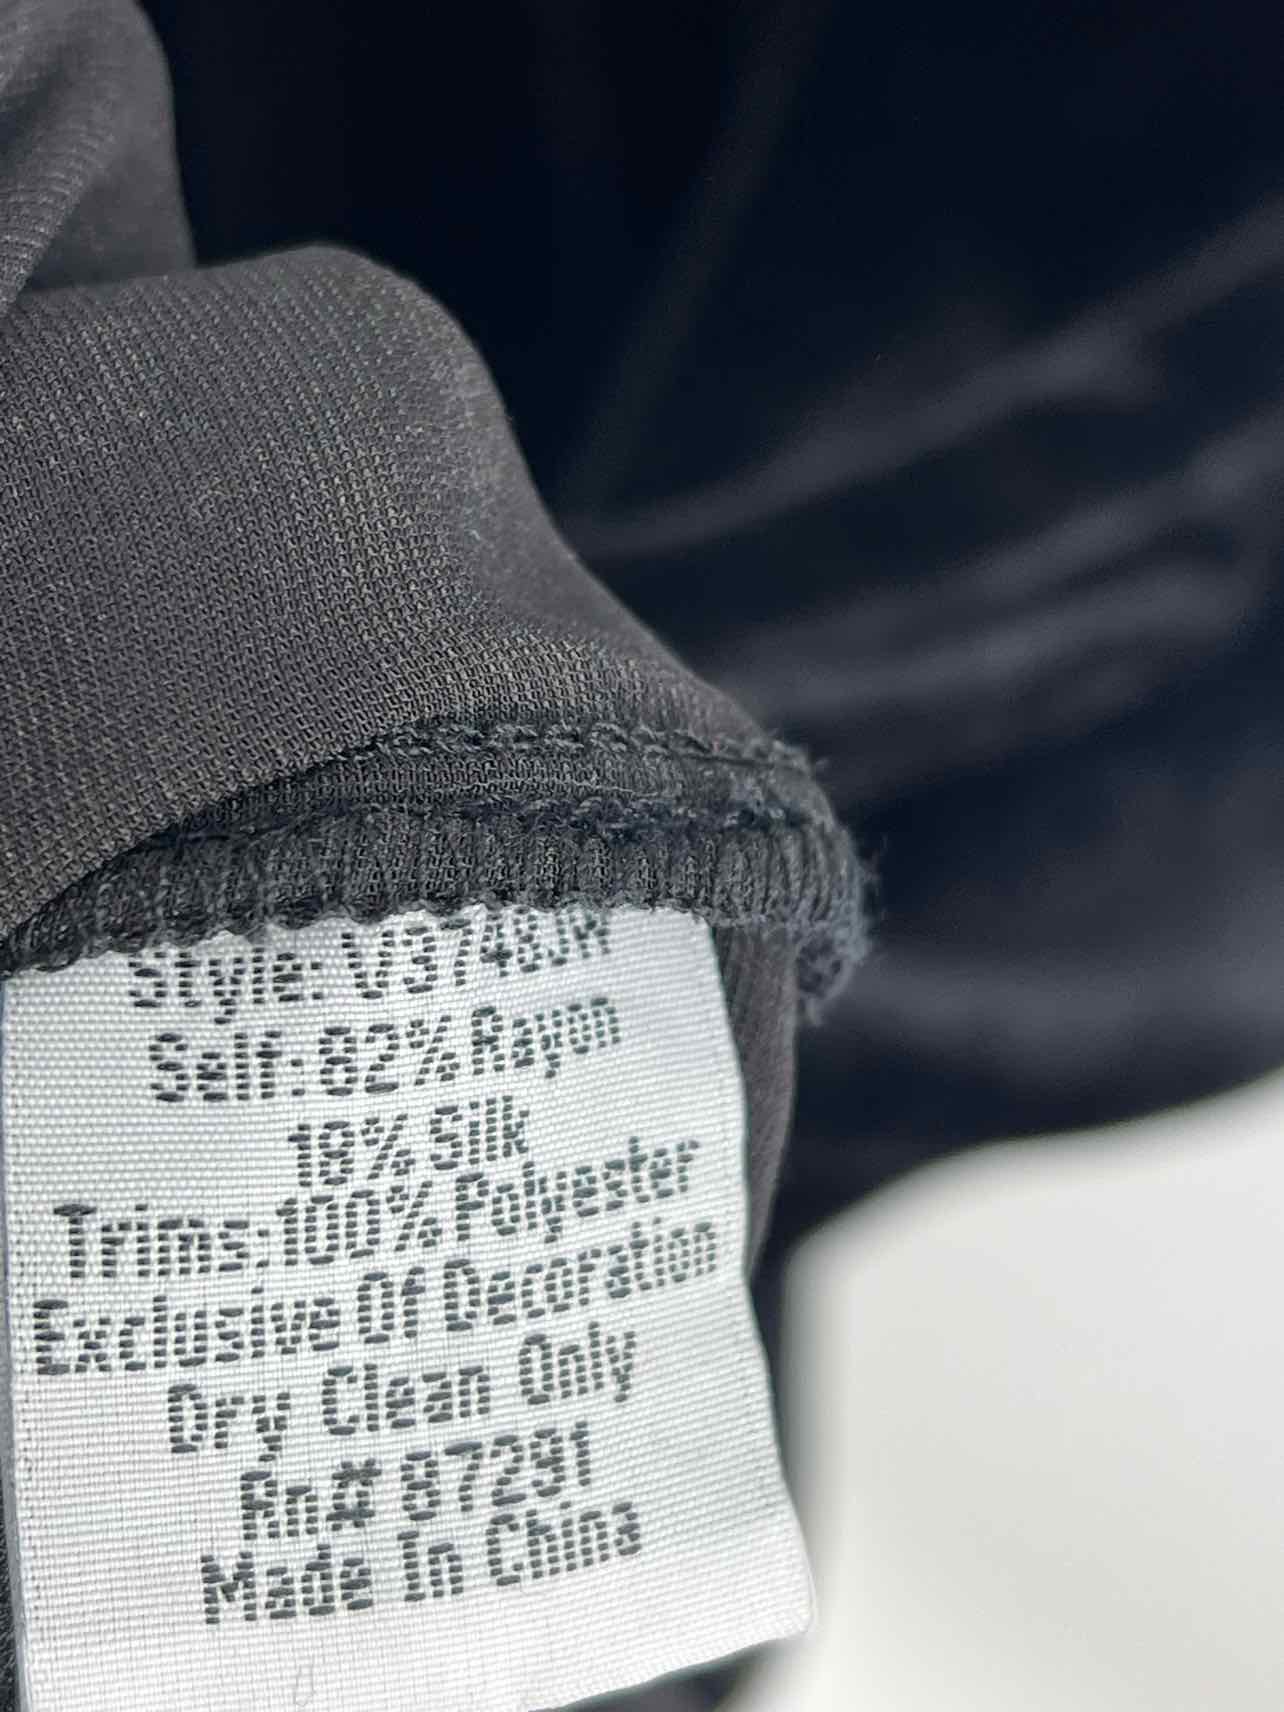 Style: V3748JW
Self:82% Rayon
18% Silk
Trims:100% Polyester
Exclusive Of Decoration
Dry Clean Only
Rn# 87291
Made In China